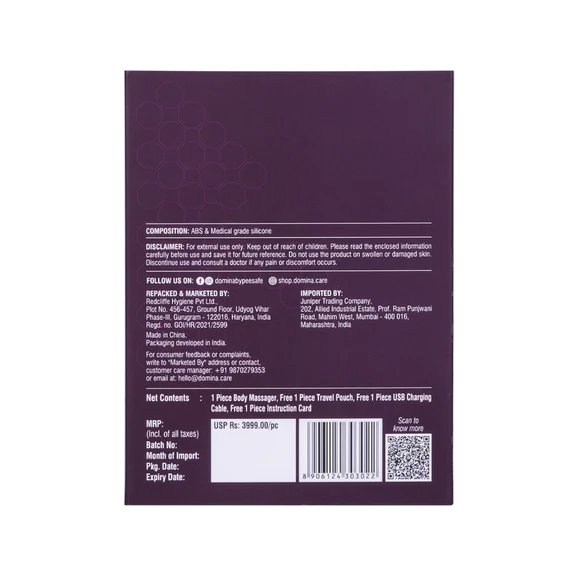 COMPOSITION: ABS & Medical grade silicone
DISCLAIMER: For external use only. Keep out of reach of children. Please read the enclosed information
carefully before use and save it for future reference. Do not use the product on swollen or damaged skin.
Discontinue use and consult a doctor if any pain or discomfort occurs.
FOLLOW US ON: dominabypeesafe shop.domina.care
REPACKED & MARKETED BY:
Redcliffe Hygiene Pvt Ltd.,
Plot No. 456-457, Ground Floor, Udyog Vihar
Phase-III, Gurugram - 122016, Haryana, India
Regd. no. GOI/HR/2021/2599
Made in China.
Packaging developed in India.
For consumer feedback or complaints,
write to "Marketed By" address or contact,
customer care manager: +91 9870279353
or email at: hello@domina.care
IMPORTED BY:
Juniper Trading Company,
202, Allied Industrial Estate, Prof. Ram Punjwani
Road, Mahim West, Mumbai - 400 016,
Maharashtra, India
Net Contents : 1 Piece Body Massager, Free 1 Piece Travel Pouch, Free 1 Piece USB Charging
Cable, Free 1 Piece Instruction Card
MRP:
(Incl. of all taxes)
Batch No:
Month of Import:
Pkg. Date:
Expiry Date:
USP Rs: 3999.00/pc
8 906124 303022
Scan to
know more